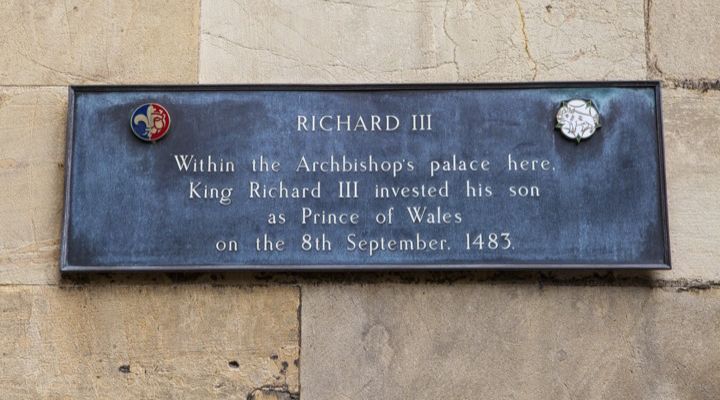 RICHARD III
Within the Archbishop's palace here,
King Richard III invested his son
as Prince of Wales
on the 8th September, 1483.